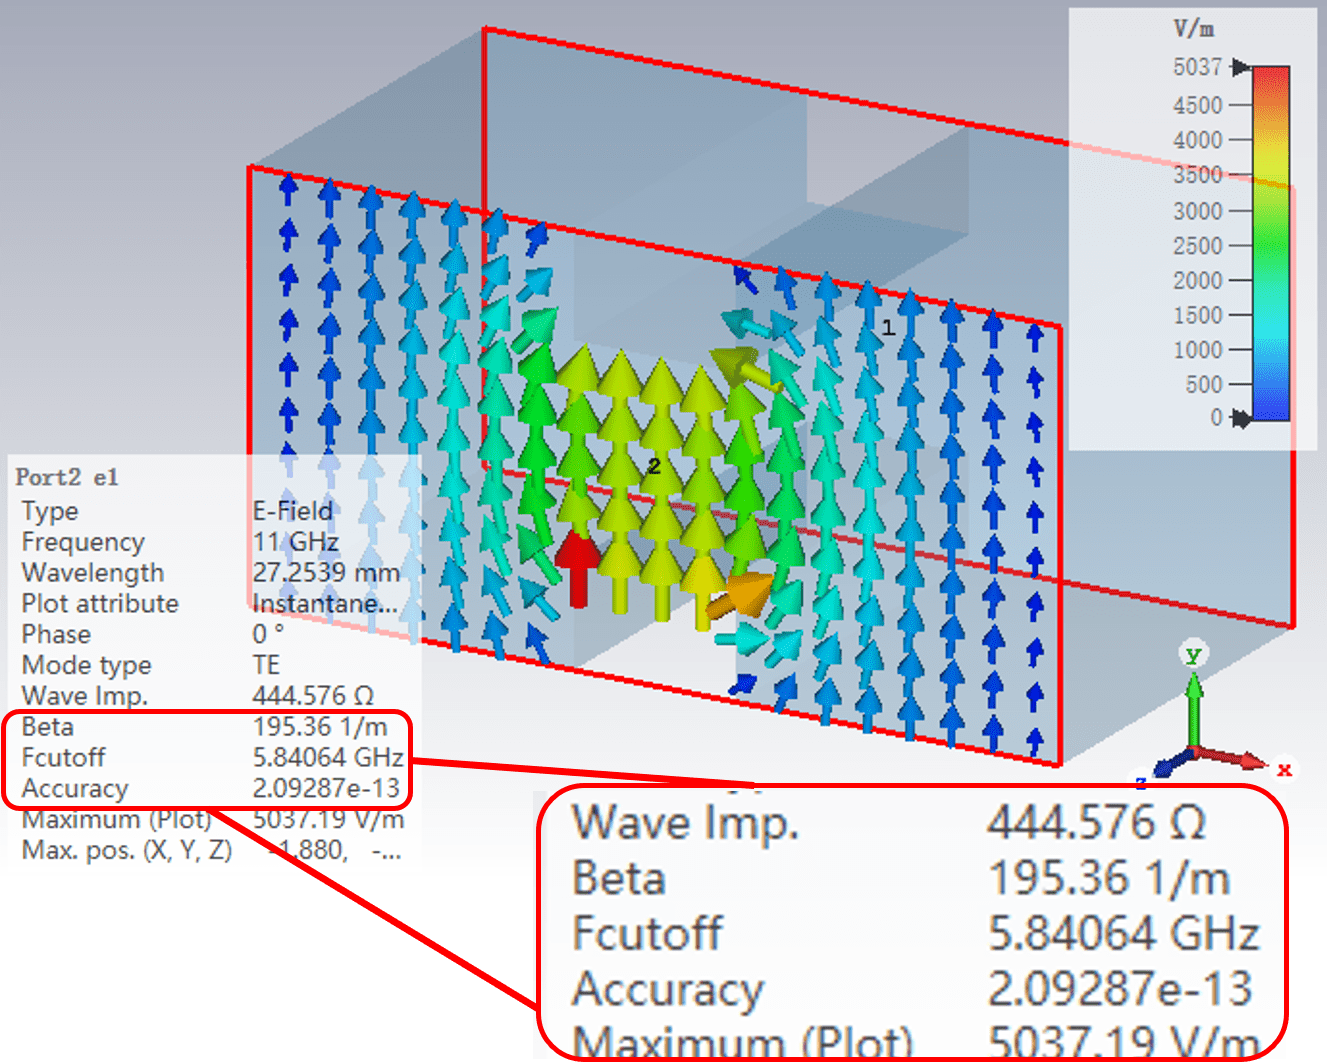 V/m
5037
4500
4000
3500
3000
2500
2000
1500
1000
500
0
1
2
Port2 e1
Type E-Field
Frequency 11 GHz
Wavelength 27.2539 mm
Plot attribute Instantane...
Phase 0 °
Mode type TE
Wave Imp. 444.576 Ω
Beta 195.36 1/m
Fcutoff 5.84064 GHz
Accuracy 2.09287e-13
Maximum (Plot) 5037.19 V/m
Max. pos. (X, Y, Z) -1.880, -...
y
x
z
Wave Imp. 444.576 Ω
Beta 195.36 1/m
Fcutoff 5.84064 GHz
Accuracy 2.09287e-13
Maximum (Plot) 5037.19 V/m